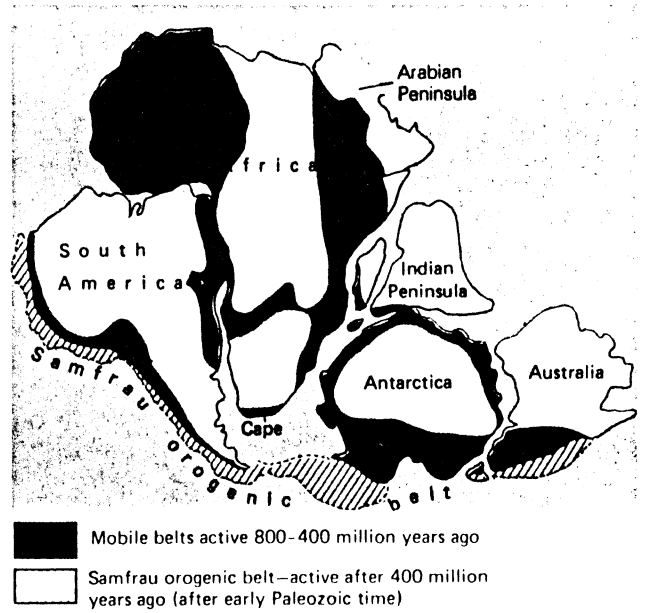 Arabian
Peninsula
frica
South
America
Indian
Peninsula
Antarctica
Australia
Cape
Samfrau orogenic belt
Mobile belts active 800-400 million years ago
Samfrau orogenic belt—active after 400 million
years ago (after early Paleozoic time)